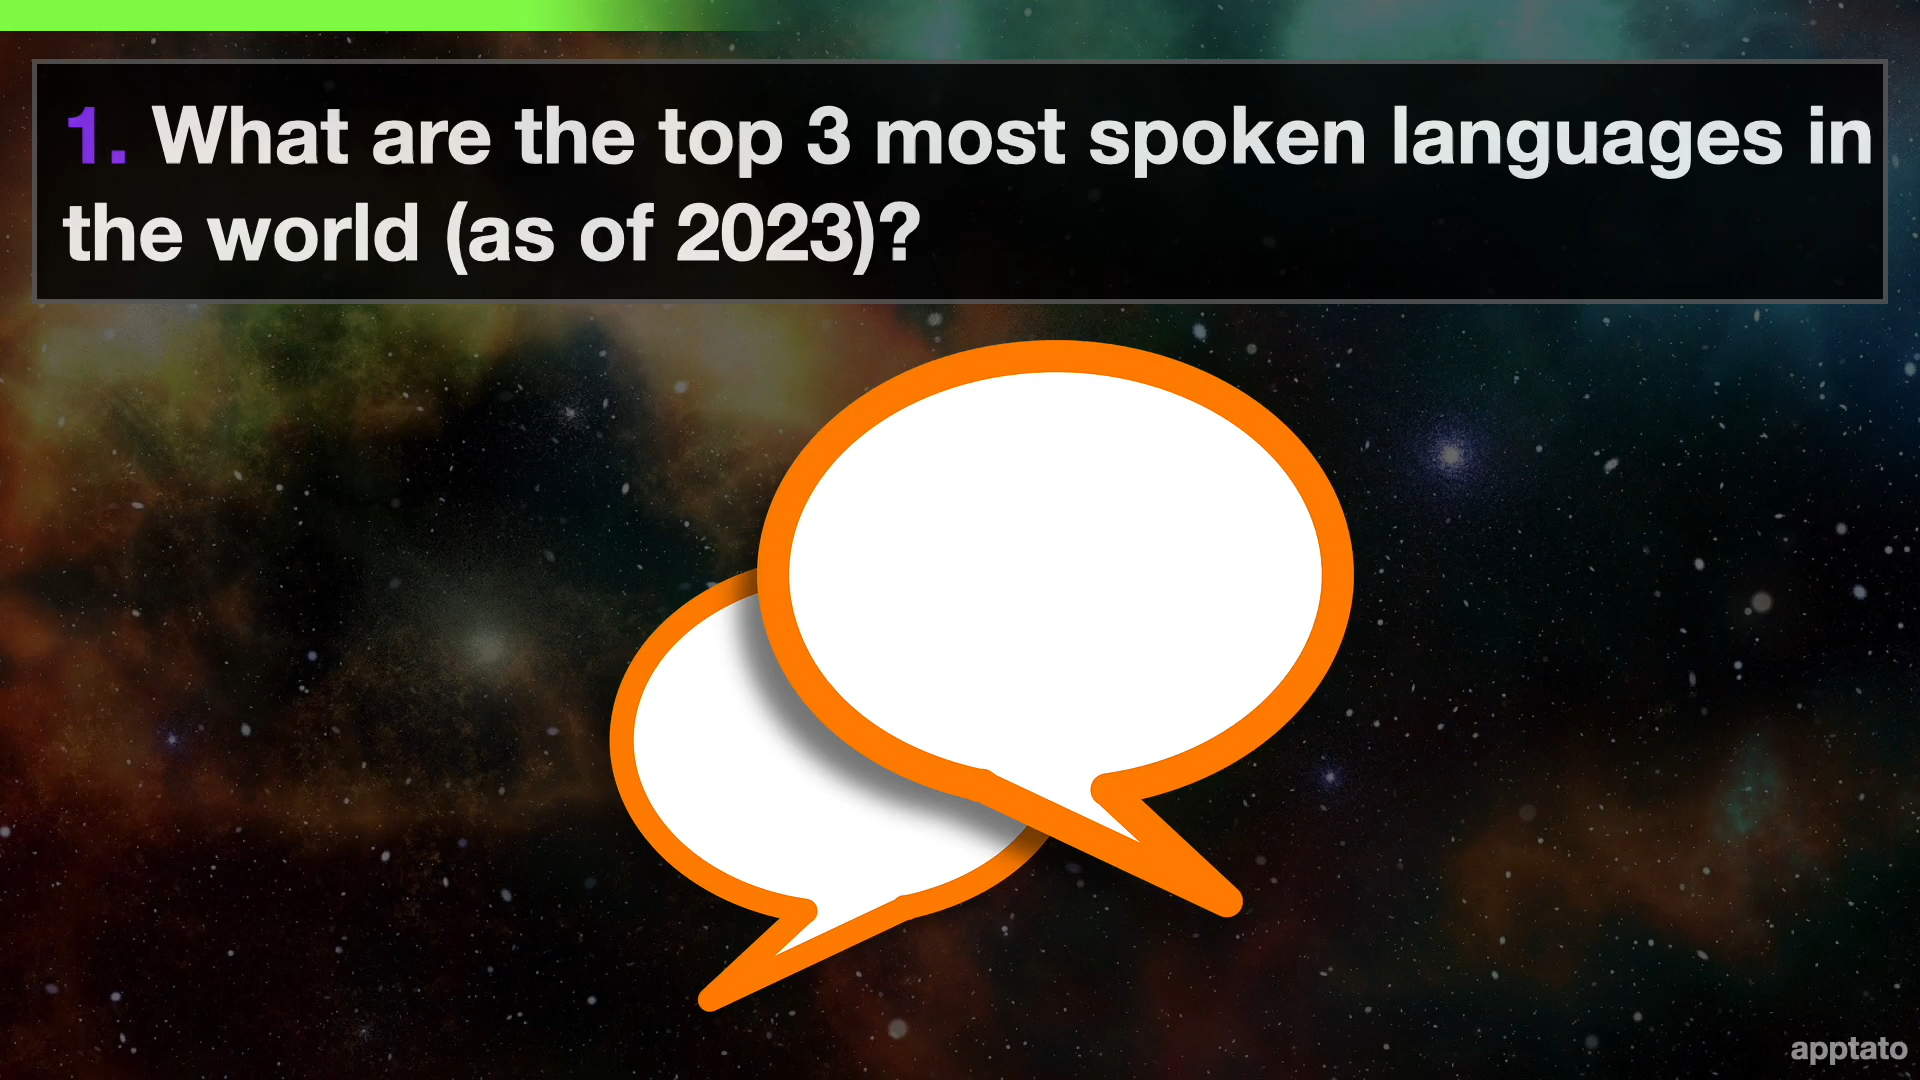 1. What are the top 3 most spoken languages in
the world (as of 2023)?
apptato